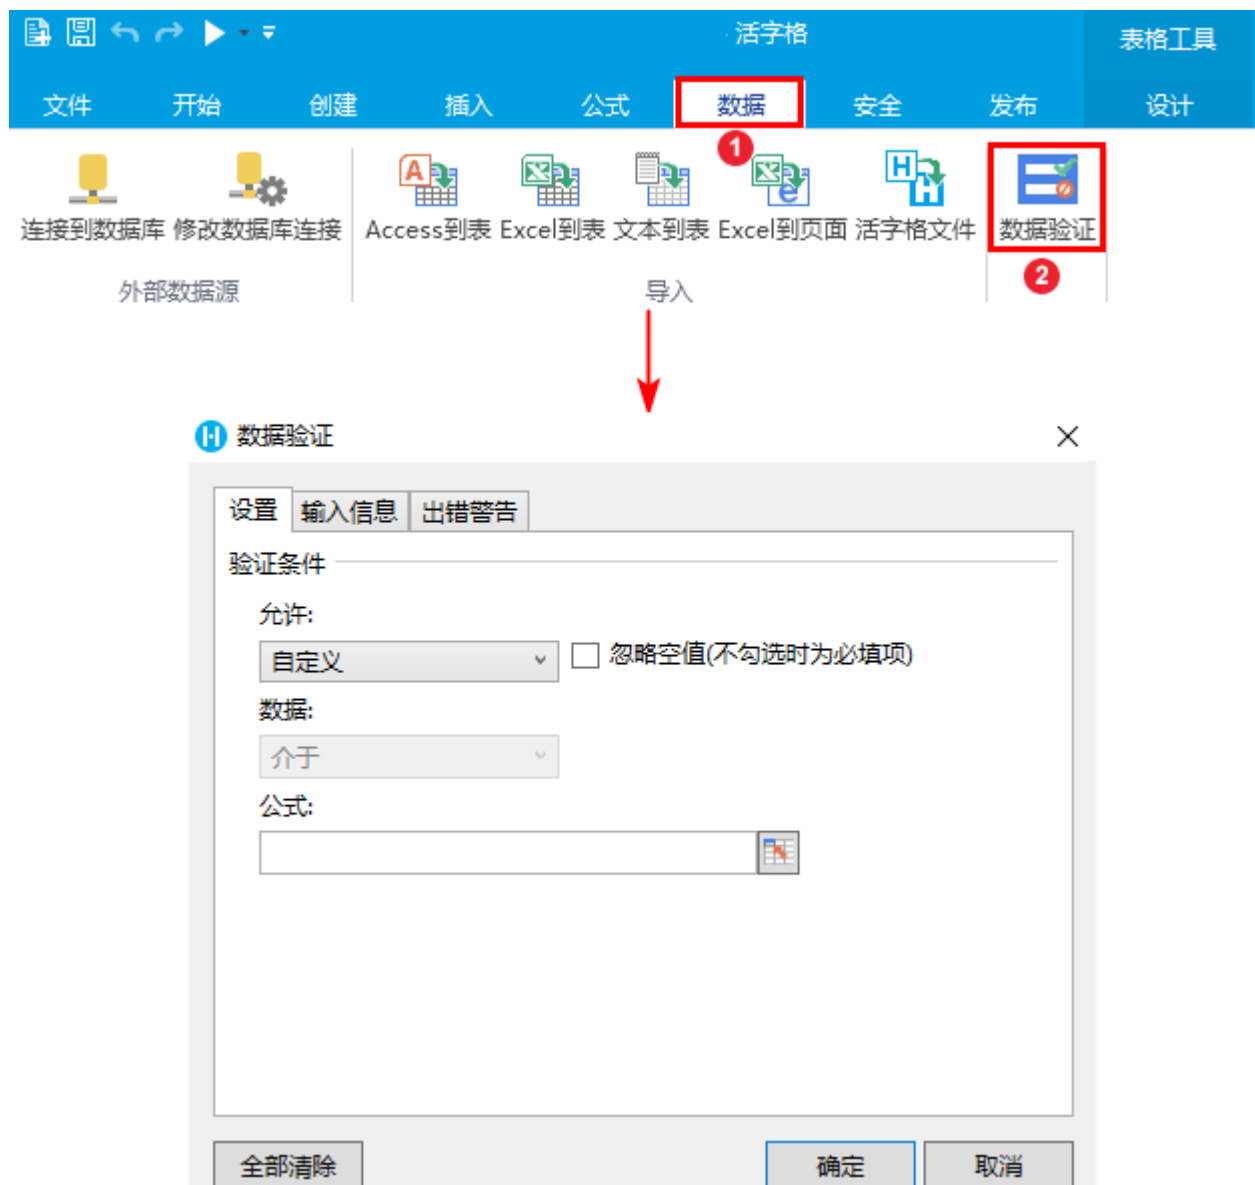 活字格
表格工具
文件 开始 创建 插入 公式 数据 安全 发布 设计
1
连接到数据库 修改数据库连接 Access到表 Excel到表 文本到表 Excel到页面 活字格文件 数据验证
外部数据源 导入 2
数据验证
设置 输入信息 出错警告
验证条件
允许:
自定义 忽略空值(不勾选时为必填项)
数据:
介于
公式:
全部清除 确定 取消